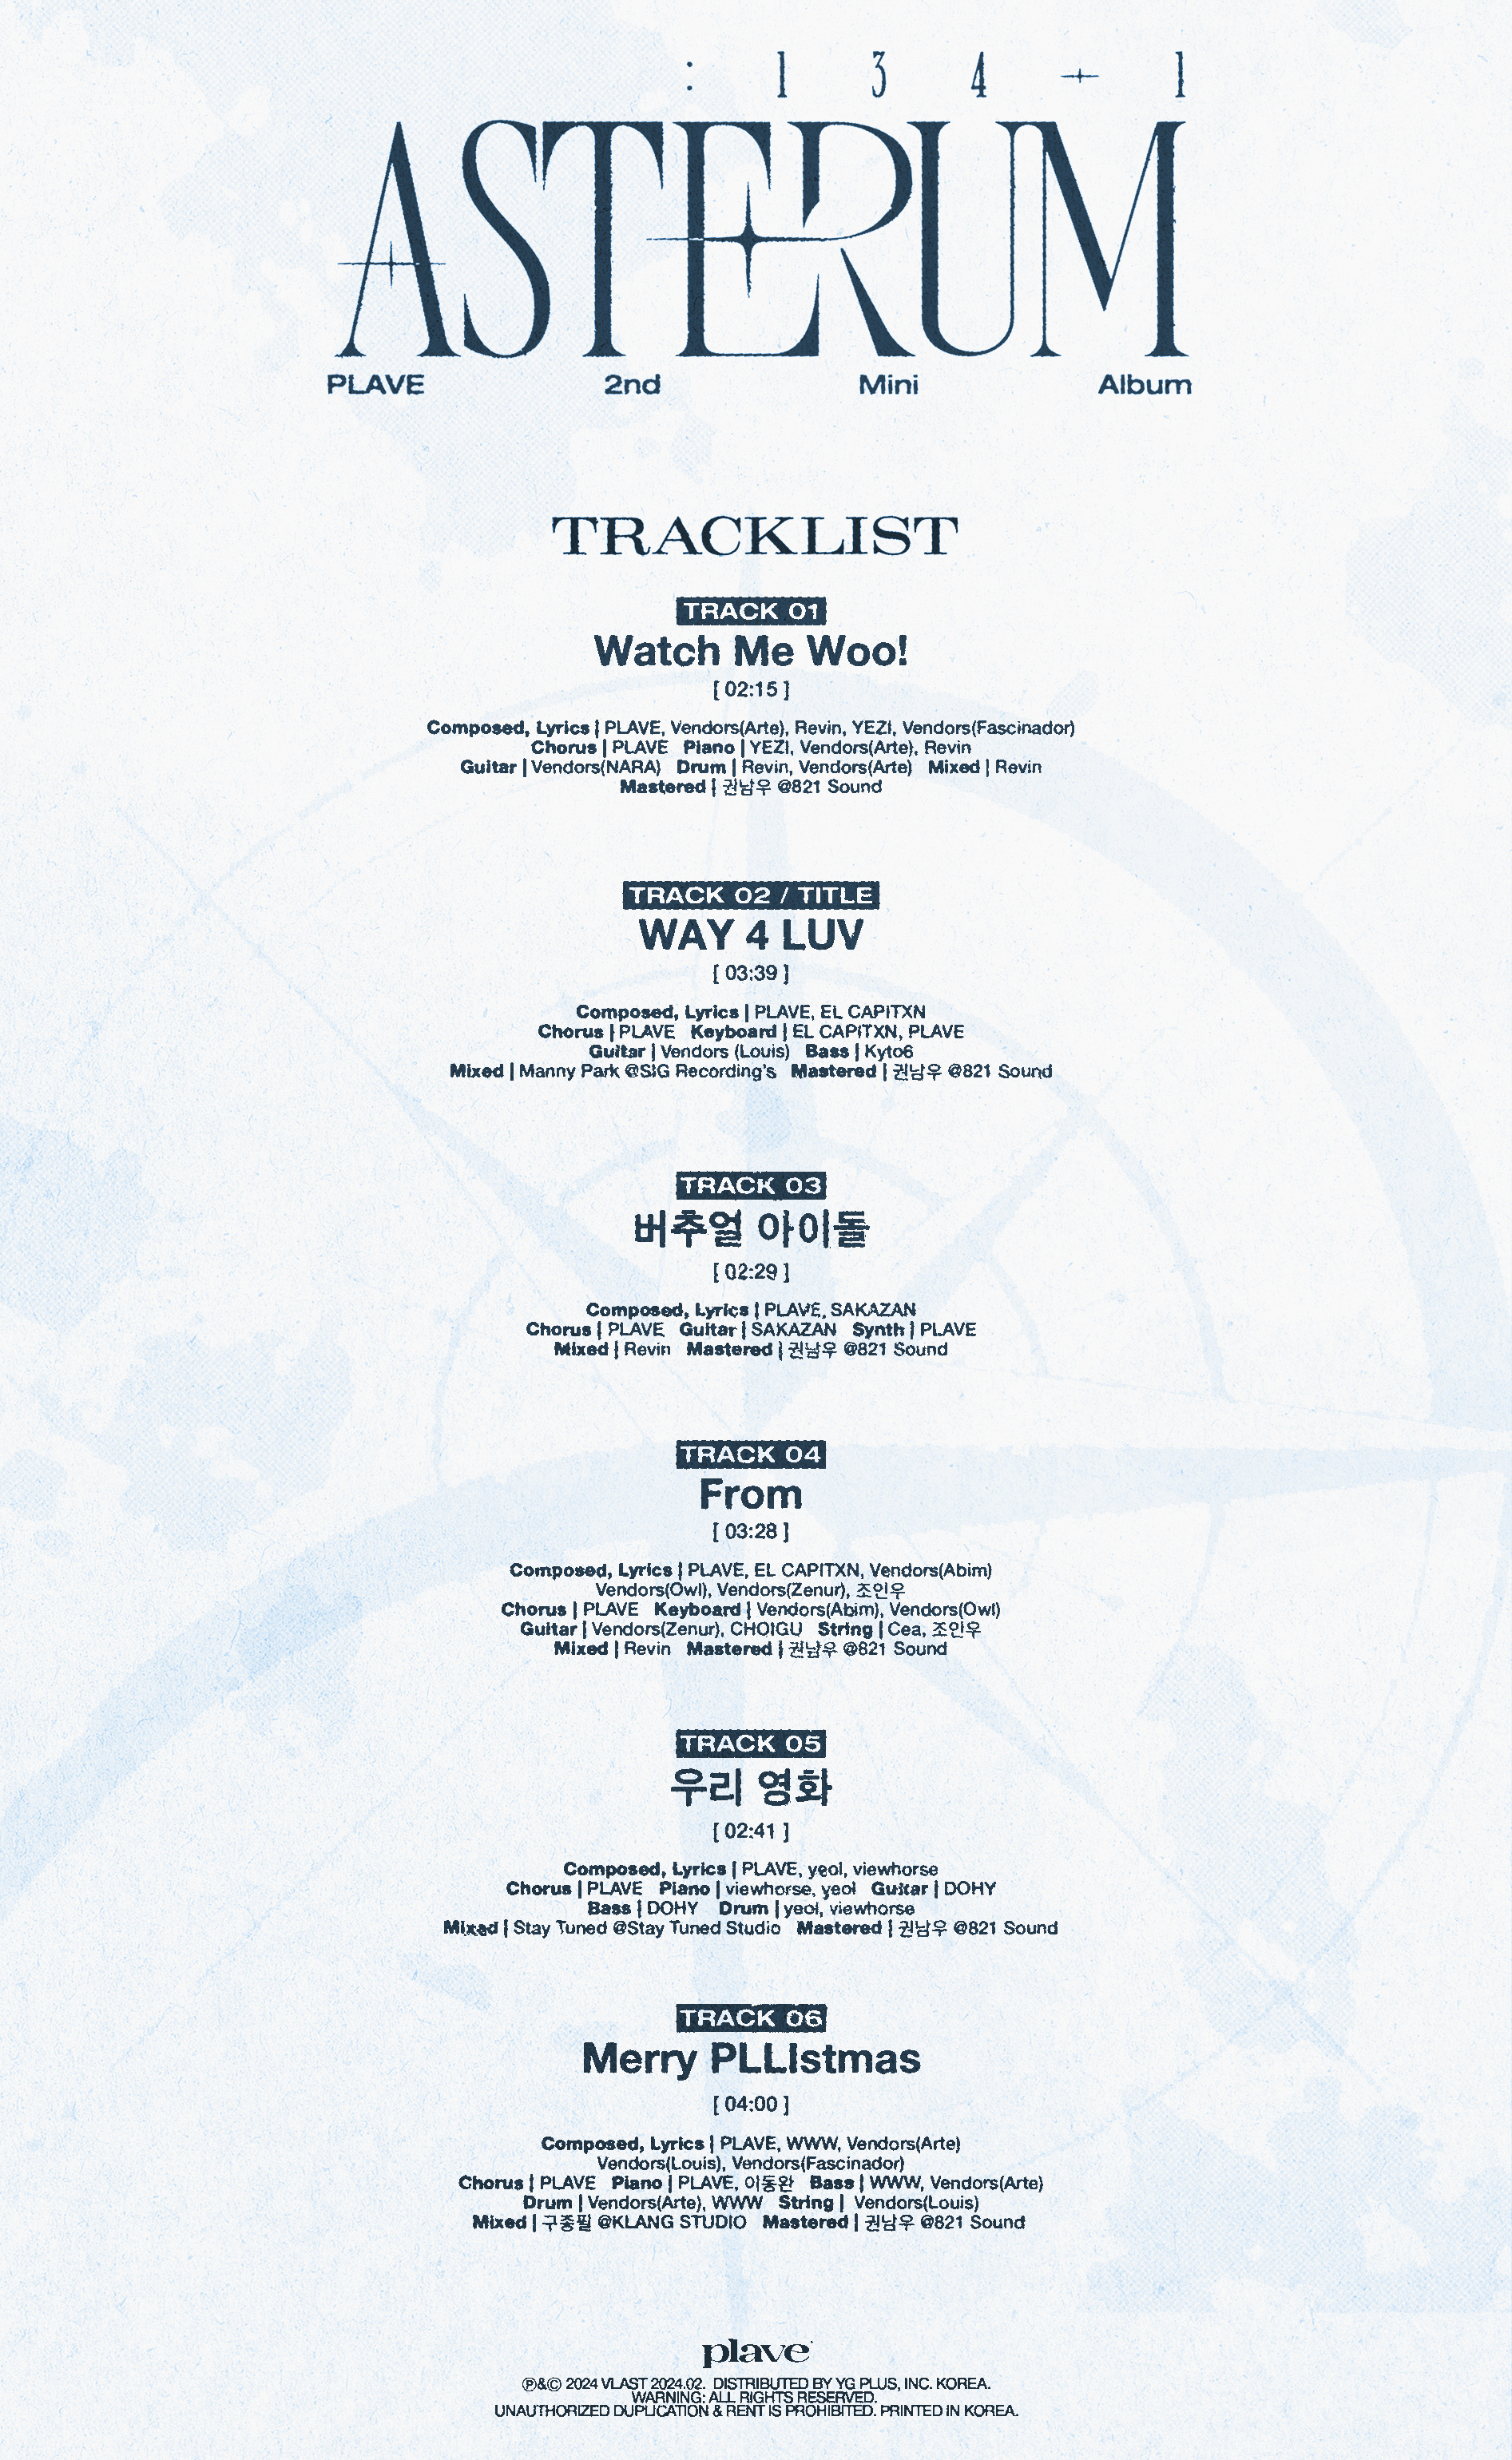 : 134-1
ASTERUM
PLAVE 2nd Mini Album
TRACKLIST
TRACK 01
Watch Me Woo!
[ 02:15 ]
Composed, Lyrics | PLAVE, Vendors(Arte), Revin, YEZI, Vendors(Fascinador)
Chorus | PLAVE Piano | YEZI, Vendors(Arte), Revin
Guitar | Vendors(NARA) Drum | Revin, Vendors(Arte) Mixed | Revin
Mastered | 권남우 @821 Sound
TRACK 02 / TITLE
WAY 4 LUV
[ 03:39 ]
Composed, Lyrics | PLAVE, EL CAPITXN
Chorus | PLAVE Keyboard | EL CAPITXN, PLAVE
Guitar | Vendors (Louis) Bass | Kyto6
Mixed | Manny Park @SIG Recording's Mastered | 권남우 @821 Sound
TRACK 03
버추얼 아이돌
[ 02:29 ]
Composed, Lyrics | PLAVE, SAKAZAN
Chorus | PLAVE Guitar | SAKAZAN Synth | PLAVE
Mixed | Revin Mastered | 권남우 @821 Sound
TRACK 04
From
[ 03:28 ]
Composed, Lyrics | PLAVE, EL CAPITXN, Vendors(Abim)
Vendors(Owl), Vendors(Zenur), 조인우
Chorus | PLAVE Keyboard | Vendors(Abim), Vendors(Owl)
Guitar | Vendors(Zenur), CHOIGU String | Cea, 조인우
Mixed | Revin Mastered | 권남우 @821 Sound
TRACK 05
우리 영화
[ 02:41 ]
Composed, Lyrics | PLAVE, yeol, viewhorse
Chorus | PLAVE Piano | viewhorse, yeol Guitar | DOHY
Bass | DOHY Drum | yeol, viewhorse
Mixed | Stay Tuned @Stay Tuned Studio Mastered | 권남우 @821 Sound
TRACK 06
Merry PLLIstmas
[ 04:00 ]
Composed, Lyrics | PLAVE, WWW, Vendors(Arte)
Vendors(Louis), Vendors(Fascinador)
Chorus | PLAVE Piano | PLAVE, 이동완 Bass | WWW, Vendors(Arte)
Drum | Vendors(Arte), WWW String | Vendors(Louis)
Mixed | 구종필 @KLANG STUDIO Mastered | 권남우 @821 Sound
plave
℗&© 2024 VLAST 2024.02. DISTRIBUTED BY YG PLUS, INC. KOREA.
WARNING: ALL RIGHTS RESERVED.
UNAUTHORIZED DUPLICATION & RENT IS PROHIBITED. PRINTED IN KOREA.